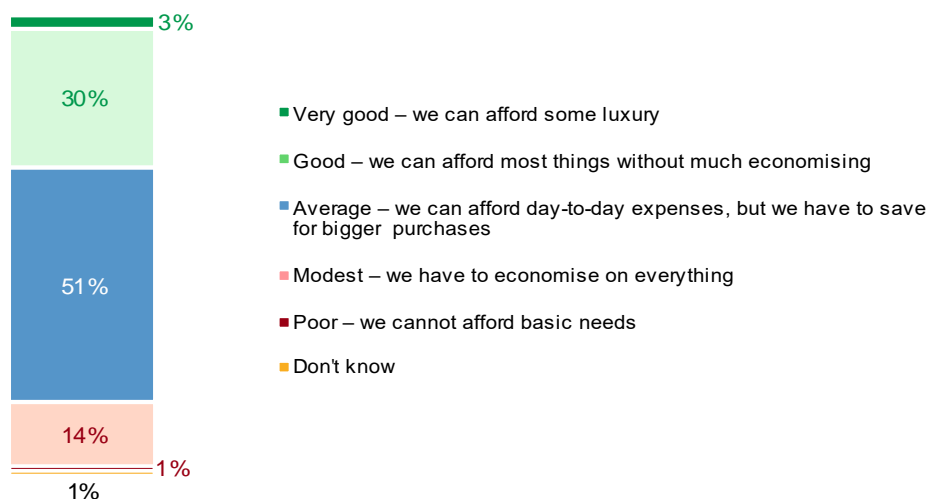 3%
30%
Very good – we can afford some luxury
Good – we can afford most things without much economising
Average – we can afford day-to-day expenses, but we have to save
for bigger purchases
51%
Modest – we have to economise on everything
Poor – we cannot afford basic needs
Don't know
14%
1%
1%